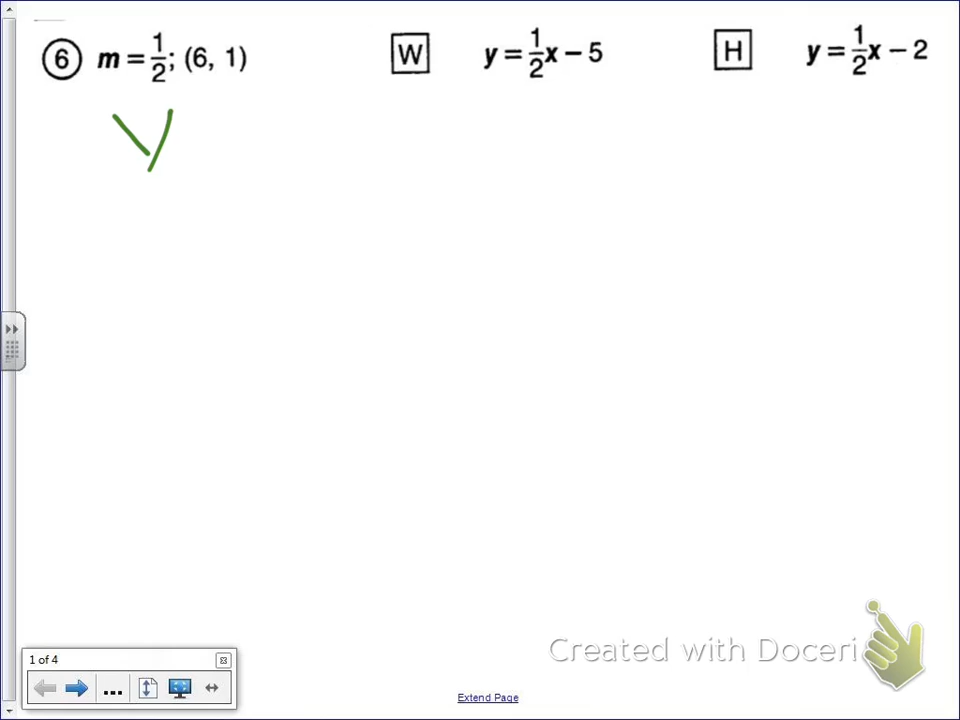 6 m = 1/2; (6, 1) W y = 1/2x − 5 H y = 1/2x − 2
y
Created with Doceri
1 of 4
...
Extend Page